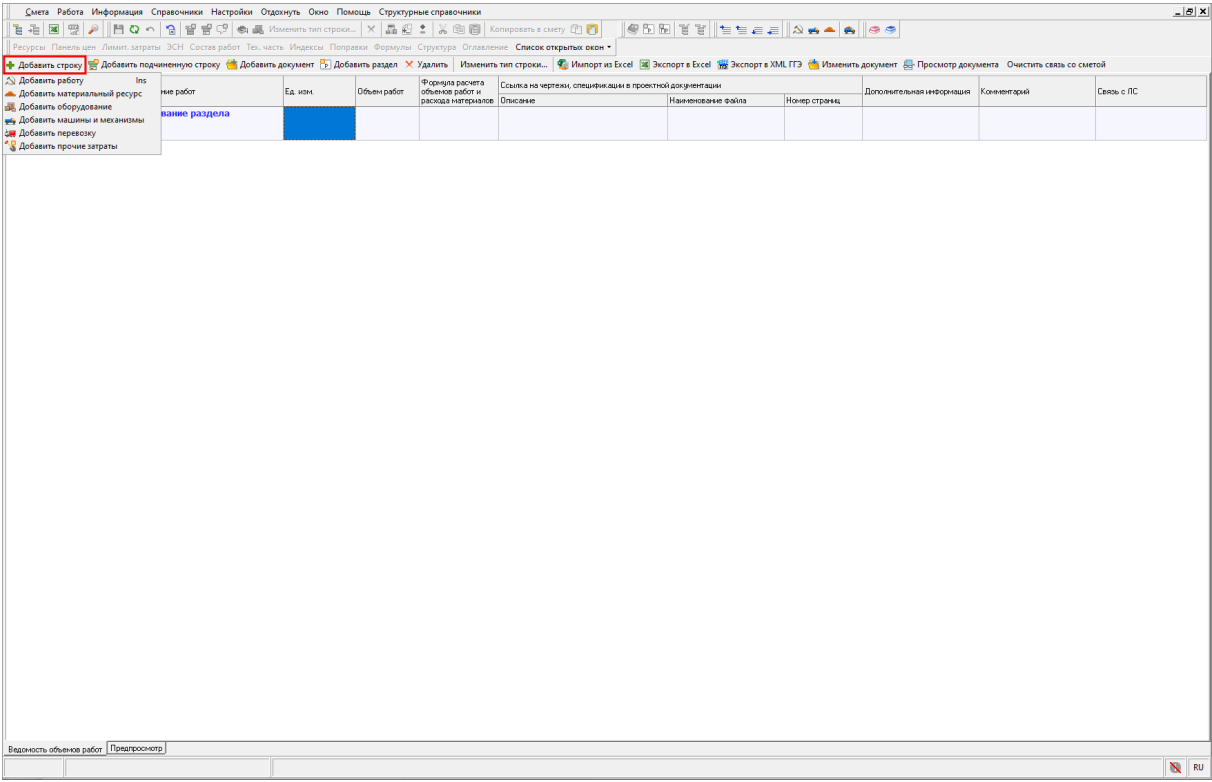 Смета Работа Информация Справочники Настройки Отдохнуть Окно Помощь Структурные справочники
Изменить тип строки... Копировать в смету
Ресурсы Панель цен Лимит. затраты ЭСН Состав работ Тех. часть Индексы Поправки Формулы Структура Оглавление Список открытых окон
Добавить строку Добавить подчиненную строку Добавить документ Добавить раздел Удалить Изменить тип строки... Импорт из Excel Экспорт в Excel Экспорт в XML ГГЭ Изменить документ Просмотр документа Очистить связь со сметой
Добавить работу Ins
Добавить материальный ресурс
Добавить оборудование
Добавить машины и механизмы
Добавить перевозку
Добавить прочие затраты
ние работ Ед. изм. Объем работ
Формула расчета
объемов работ и
расхода материалов
Ссылка на чертежи, спецификации в проектной документации
Описание Наименование файла Номер страниц
Дополнительная информация Комментарий Связь с ЛС
вание раздела
Ведомость объемов работ Предпросмотр
RU